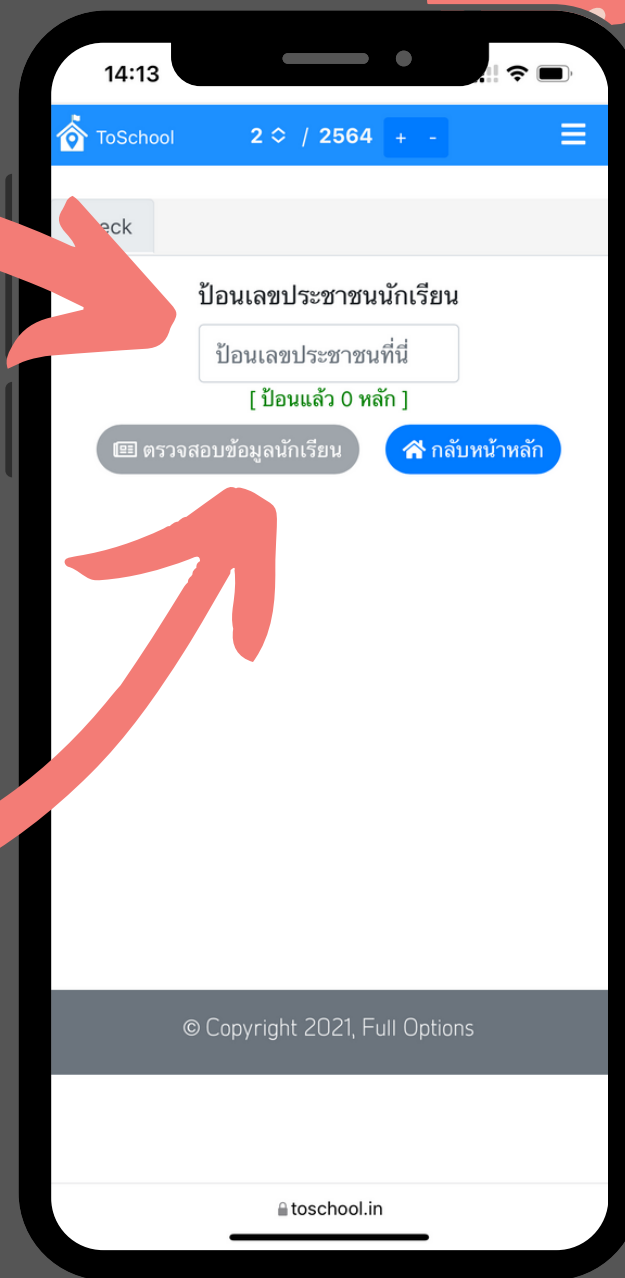 14:13
ToSchool 2 / 2564 + -
ป้อนเลขประชาชนนักเรียน
ป้อนเลขประชาชนที่นี่
[ ป้อนแล้ว 0 หลัก ]
ตรวจสอบข้อมูลนักเรียน กลับหน้าหลัก
© Copyright 2021, Full Options
toschool.in